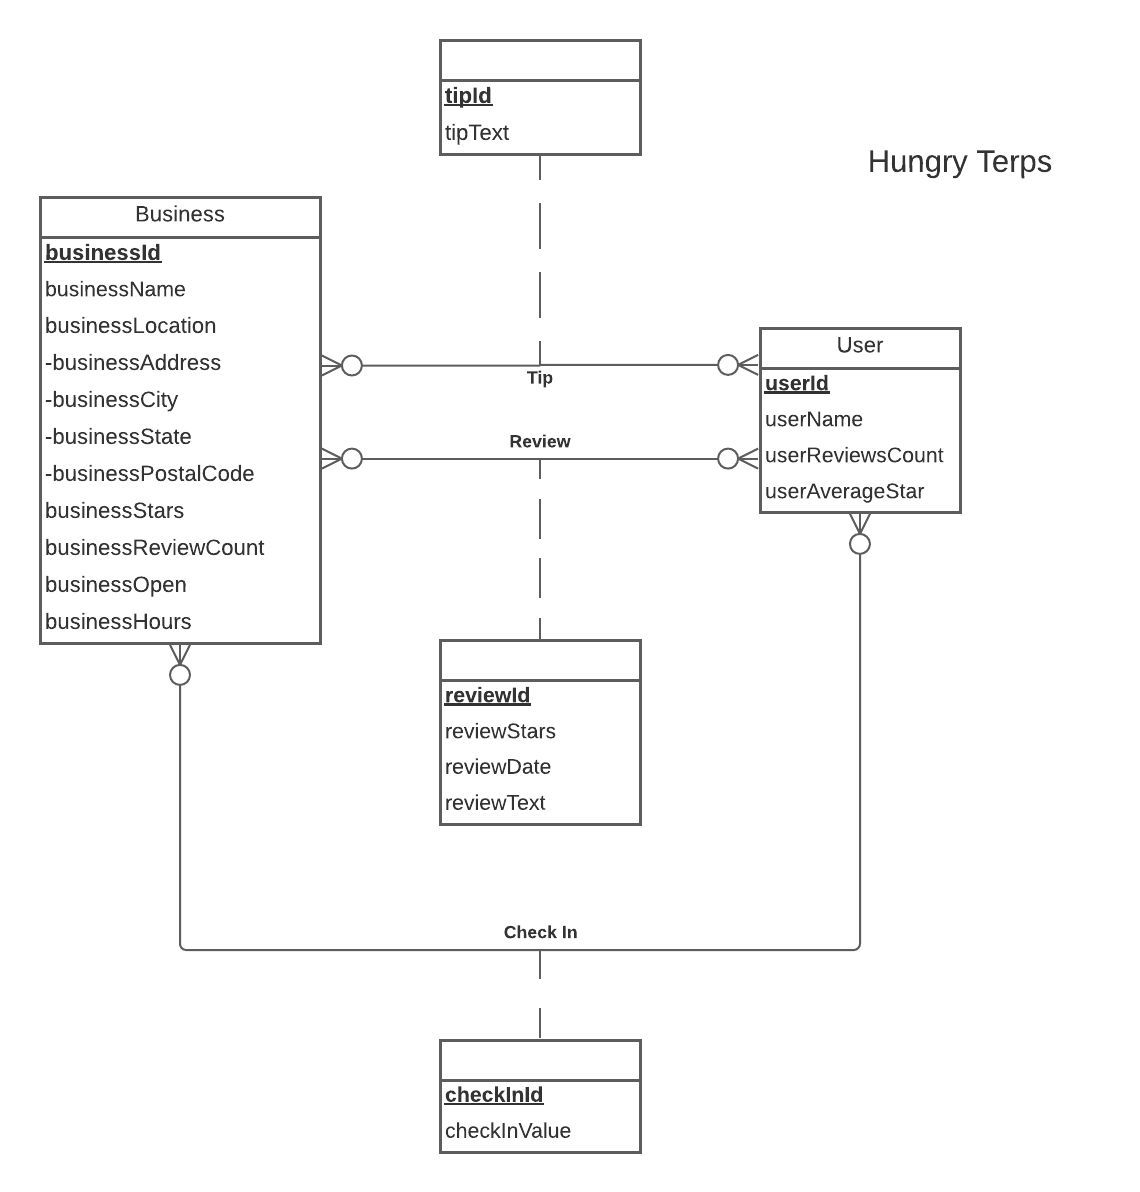 tipId
tipText
Hungry Terps
Business
businessId
businessName
businessLocation
-businessAddress
-businessCity
-businessState
-businessPostalCode
businessStars
businessReviewCount
businessOpen
businessHours
Tip
Review
User
userId
userName
userReviewsCount
userAverageStar
reviewId
reviewStars
reviewDate
reviewText
Check In
checkInId
checkInValue